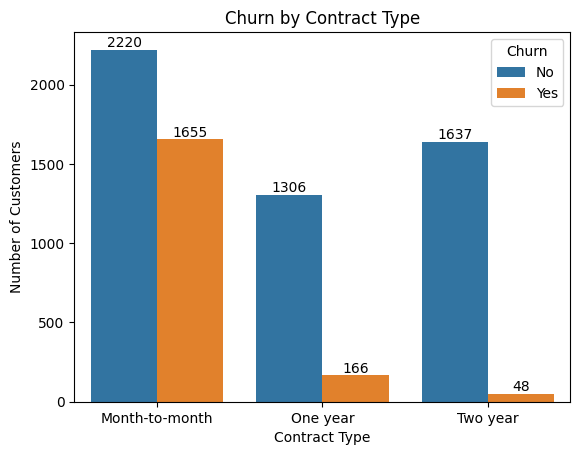 Churn by Contract Type
Churn
No
Yes
Number of Customers
2000
1500
1000
500
0
2220
1655
1306
166
1637
48
Month-to-month
One year
Two year
Contract Type